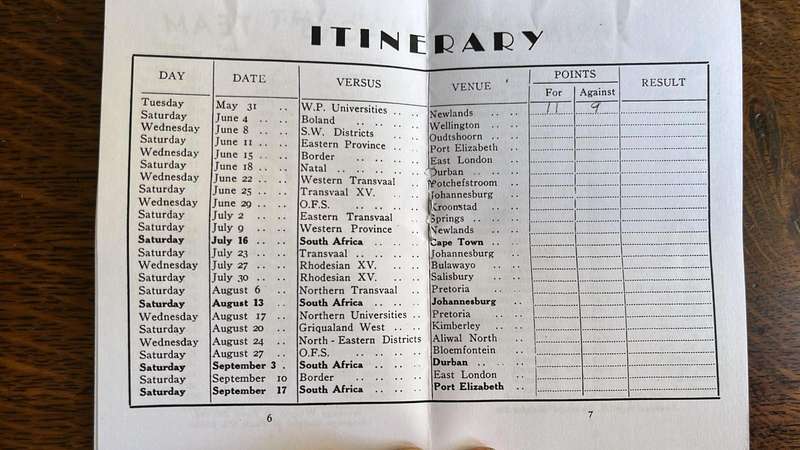 ITINERARY
DAY DATE VERSUS VENUE POINTS RESULT
For Against
Tuesday May 31 .. W.P. Universities .. Newlands .. .. 11 9
Saturday June 4 .. Boland .. .. .. Wellington ..
Wednesday June 8 .. S.W. Districts .. .. Oudtshoorn ..
Saturday June 11 .. Eastern Province .. Port Elizabeth ..
Wednesday June 15 .. Border .. .. .. East London ..
Saturday June 18 .. Natal .. .. .. .. Durban .. ..
Wednesday June 22 .. Western Transvaal .. Potchefstroom ..
Saturday June 25 .. Transvaal XV. .. .. Johannesburg ..
Wednesday June 29 .. O.F.S. .. .. .. Kroonstad ..
Saturday July 2 .. .. Eastern Transvaal .. Springs .. ..
Saturday July 9 .. .. Western Province .. Newlands ..
Saturday July 16 .. .. South Africa .. .. Cape Town ..
Saturday July 23 .. .. Transvaal .. .. .. Johannesburg ..
Wednesday July 27 .. .. Rhodesian XV. .. .. Bulawayo ..
Saturday July 30 .. .. Rhodesian XV. .. .. Salisbury ..
Saturday August 6 .. Northern Transvaal .. Pretoria ..
Saturday August 13 .. South Africa .. .. Johannesburg ..
Wednesday August 17 .. Northern Universities .. Pretoria ..
Saturday August 20 .. Griqualand West .. .. Kimberley ..
Wednesday August 24 .. North-Eastern Districts Aliwal North ..
Saturday August 27 .. O.F.S. .. .. .. Bloemfontein ..
Saturday September 3 . South Africa .. .. Durban .. ..
Saturday September 10 Border .. .. .. East London ..
Saturday September 17 South Africa .. .. Port Elizabeth ..
6 7